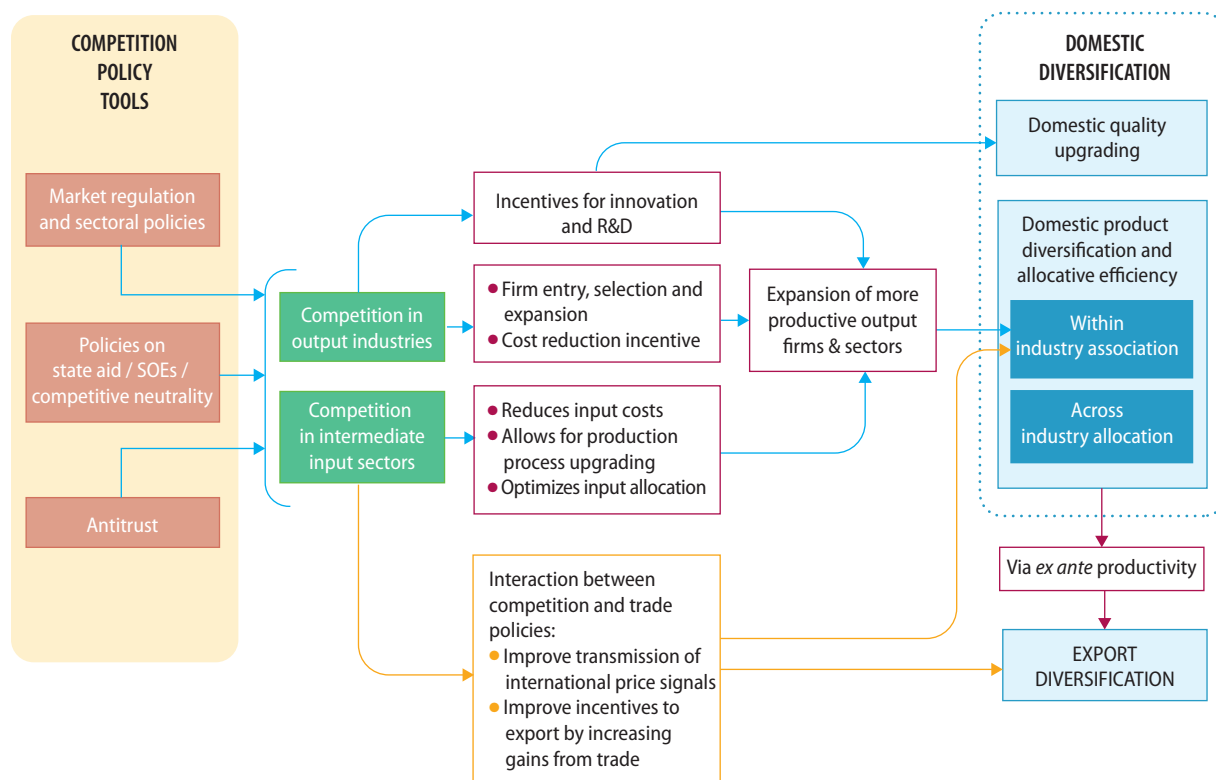 COMPETITION
POLICY
TOOLS
Market regulation
and sectoral policies
Policies on
state aid / SOEs /
competitive neutrality
Antitrust
Competition in
output industries
Competition
in intermediate
input sectors
Incentives for innovation
and R&D
● Firm entry, selection and
expansion
● Cost reduction incentive
● Reduces input costs
● Allows for production
process upgrading
● Optimizes input allocation
Interaction between
competition and trade
policies:
● Improve transmission of
international price signals
● Improve incentives to
export by increasing
gains from trade
Expansion of more
productive output
firms & sectors
DOMESTIC
DIVERSIFICATION
Domestic quality
upgrading
Domestic product
diversification and
allocative efficiency
Within
industry association
Across
industry allocation
Via ex ante productivity
EXPORT
DIVERSIFICATION